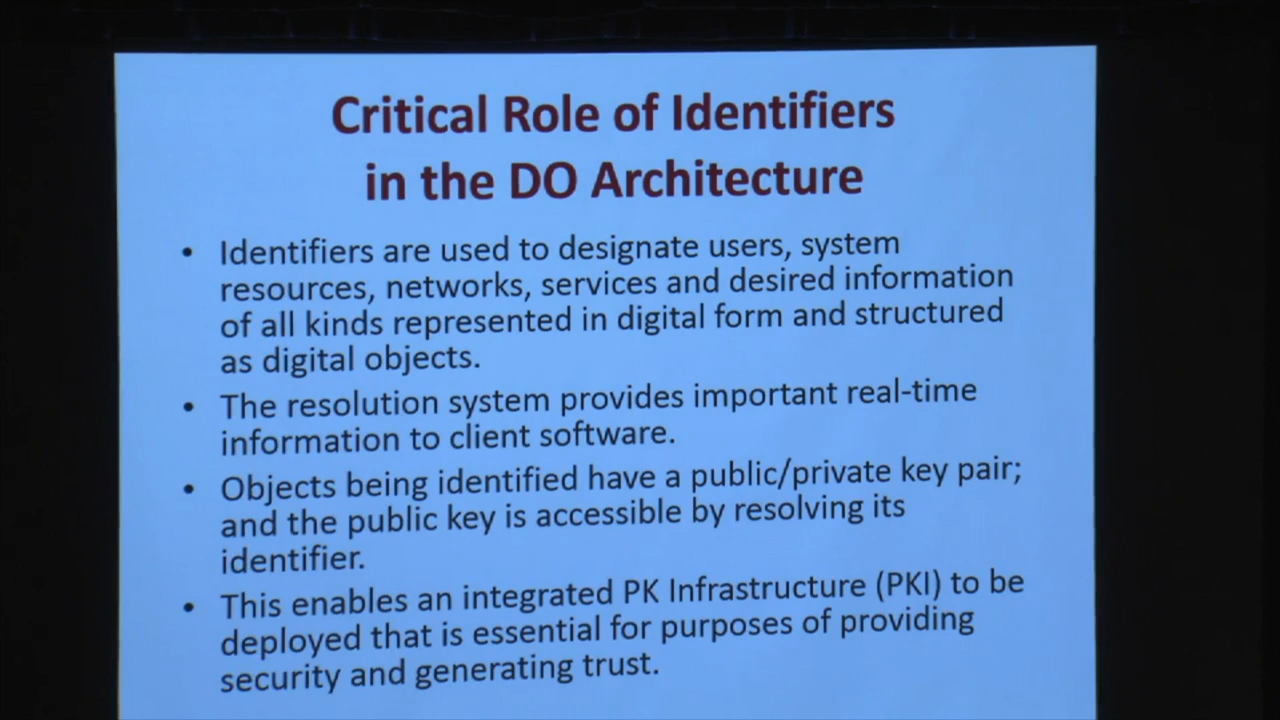 Critical Role of Identifiers
in the DO Architecture
• Identifiers are used to designate users, system
resources, networks, services and desired information
of all kinds represented in digital form and structured
as digital objects.
• The resolution system provides important real-time
information to client software.
• Objects being identified have a public/private key pair;
and the public key is accessible by resolving its
identifier.
• This enables an integrated PK Infrastructure (PKI) to be
deployed that is essential for purposes of providing
security and generating trust.